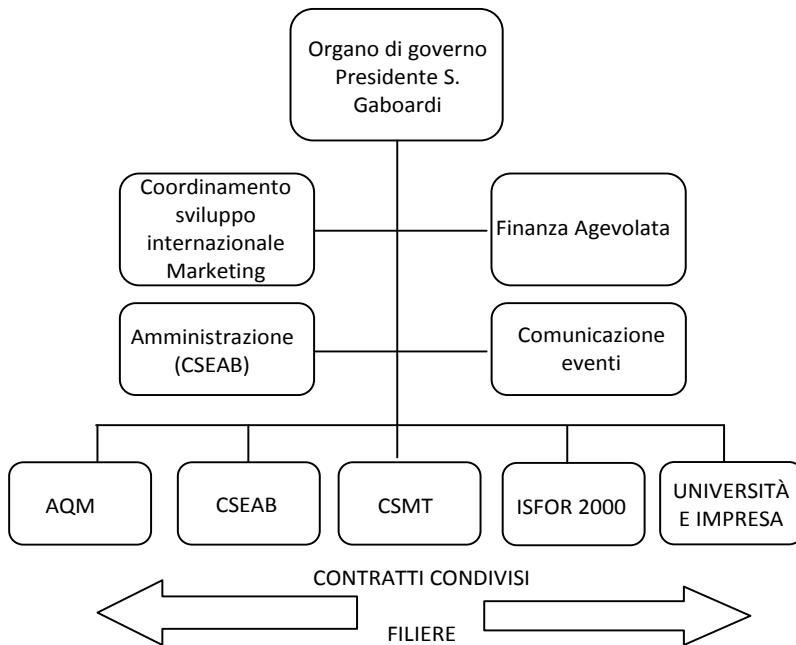 Organo di governo
Presidente S.
Gaboardi
Coordinamento
sviluppo
internazionale
Marketing
Finanza Agevolata
Amministrazione
(CSEAB)
Comunicazione
eventi
AQM
CSEAB
CSMT
ISFOR 2000
UNIVERSITÀ
E IMPRESA
CONTRATTI CONDIVISI
FILIERE